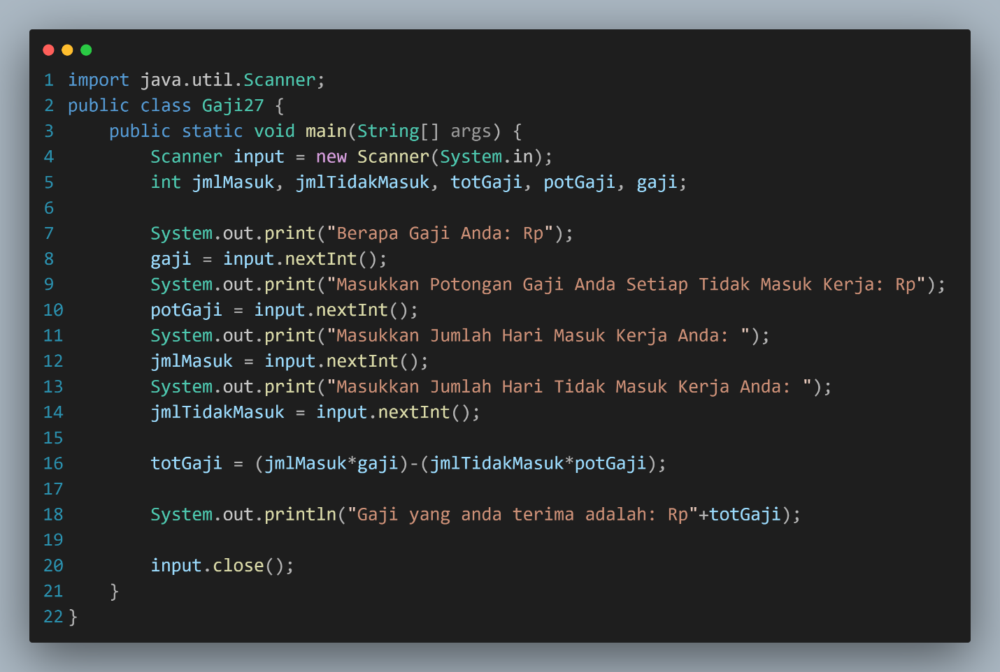 1 import java.util.Scanner;
2 public class Gaji27 {
3     public static void main(String[] args) {
4         Scanner input = new Scanner(System.in);
5         int jmlMasuk, jmlTidakMasuk, totGaji, potGaji, gaji;
6
7         System.out.print("Berapa Gaji Anda: Rp");
8         gaji = input.nextInt();
9         System.out.print("Masukkan Potongan Gaji Anda Setiap Tidak Masuk Kerja: Rp");
10         potGaji = input.nextInt();
11         System.out.print("Masukkan Jumlah Hari Masuk Kerja Anda: ");
12         jmlMasuk = input.nextInt();
13         System.out.print("Masukkan Jumlah Hari Tidak Masuk Kerja Anda: ");
14         jmlTidakMasuk = input.nextInt();
15
16         totGaji = (jmlMasuk*gaji)-(jmlTidakMasuk*potGaji);
17
18         System.out.println("Gaji yang anda terima adalah: Rp"+totGaji);
19
20         input.close();
21     }
22 }